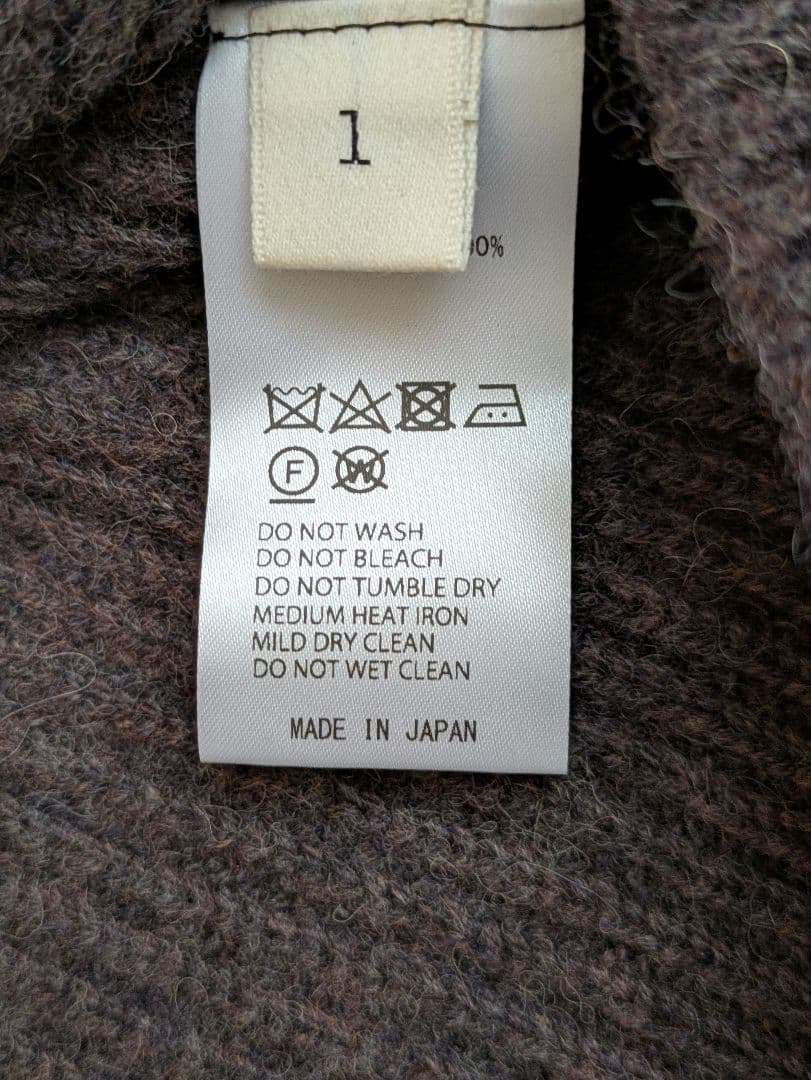 1
0%
F
W
DO NOT WASH
DO NOT BLEACH
DO NOT TUMBLE DRY
MEDIUM HEAT IRON
MILD DRY CLEAN
DO NOT WET CLEAN
MADE IN JAPAN